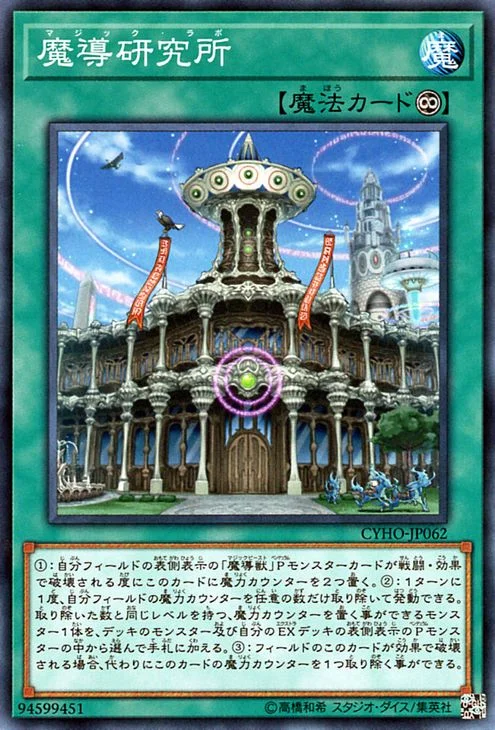 マジック・ラボ
魔導研究所
魔
まほう
【魔法カード∞】
CYHO-JP062
①:自分フィールドの表側表示の「魔導獣」Pモンスターカードが戦闘・効果
で破壊される度にこのカードに魔力カウンターを2つ置く。②:1ターンに
1度、自分フィールドの魔力カウンターを任意の数だけ取り除いて発動できる。
取り除いた数と同じレベルを持つ、魔力カウンターを置く事ができるモンス
ター1体を、デッキのモンスター及び自分のEXデッキの表側表示のPモンス
ターの中から選んで手札に加える。③:フィールドのこのカードが効果で破壊
される場合、代わりにこのカードの魔力カウンターを1つ取り除く事ができる。
94599451
©高橋和希 スタジオ・ダイス/集英社